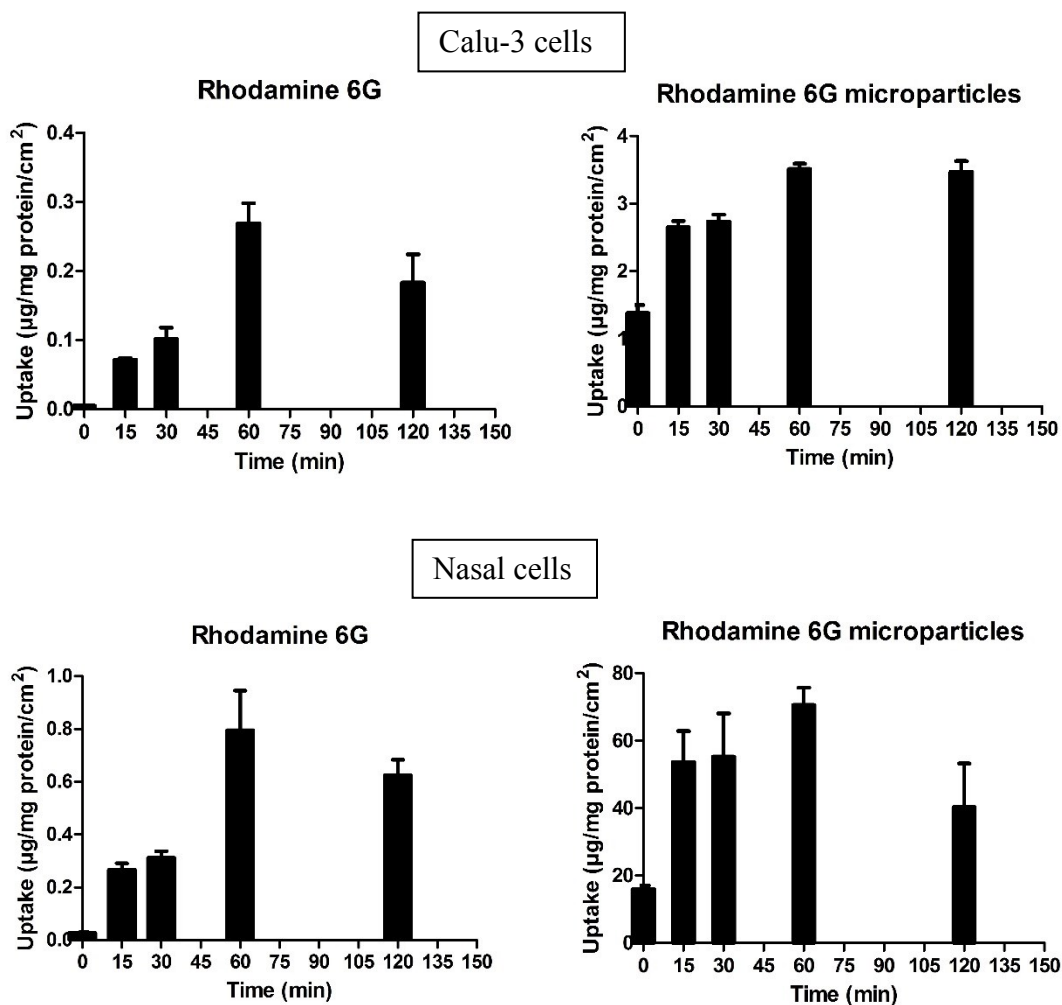 Calu-3 cells
Rhodamine 6G
Uptake (µg/mg protein/cm²)
0.4
0.3
0.2
0.1
0.0
0 15 30 45 60 75 90 105 120 135 150
Time (min)
Rhodamine 6G microparticles
Uptake (µg/mg protein/cm²)
4
3
2
1
0
0 15 30 45 60 75 90 105 120 135 150
Time (min)
Nasal cells
Rhodamine 6G
Uptake (µg/mg protein/cm²)
1.0
0.8
0.6
0.4
0.2
0.0
0 15 30 45 60 75 90 105 120 135 150
Time (min)
Rhodamine 6G microparticles
Uptake (µg/mg protein/cm²)
80
60
40
20
0
0 15 30 45 60 75 90 105 120 135 150
Time (min)